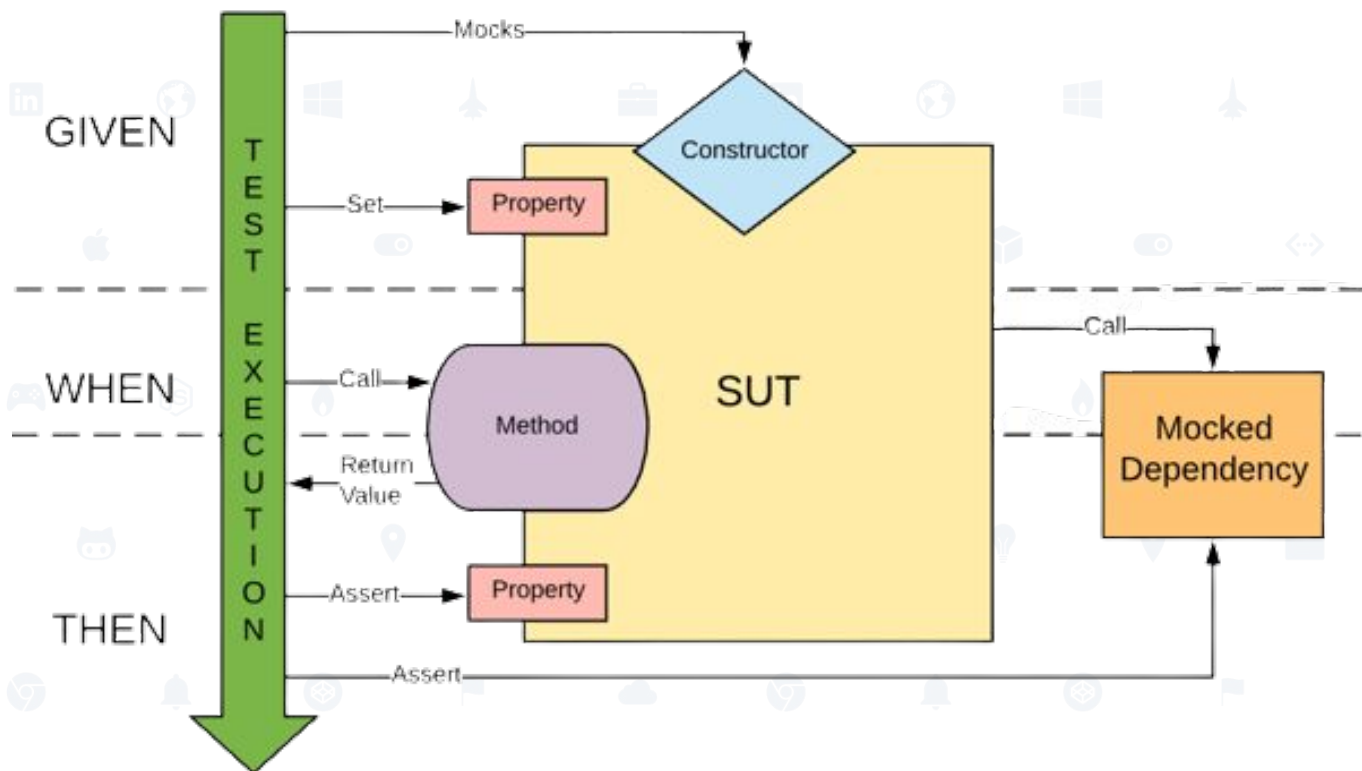 Mocks
GIVEN
Constructor
TEST EXECUTION
Set
Property
Call
WHEN
Call
Method
SUT
Mocked
Dependency
Return
Value
Assert
Property
THEN
Assert